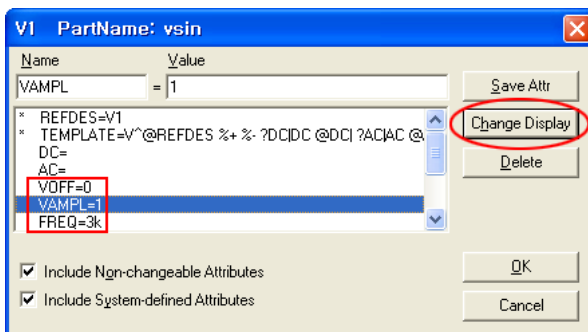 V1 PartName: vsin
Name Value
VAMPL = 1
Save Attr
* REFDES=V1
* TEMPLATE=V^@REFDES %+ %- ?DC|DC @DC| ?AC|AC @
DC=
AC=
VOFF=0
VAMPL=1
FREQ=3k
Change Display
Delete
Include Non-changeable Attributes
Include System-defined Attributes
OK
Cancel